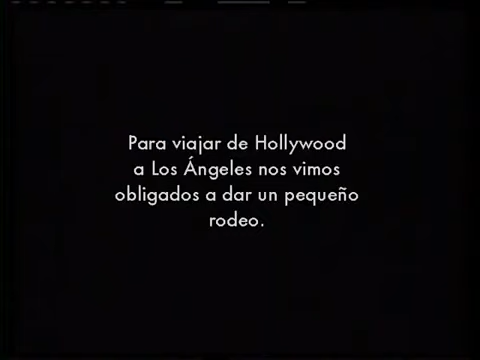 Para viajar de Hollywood
a Los Ángeles nos vimos
obligados a dar un pequeño
rodeo.